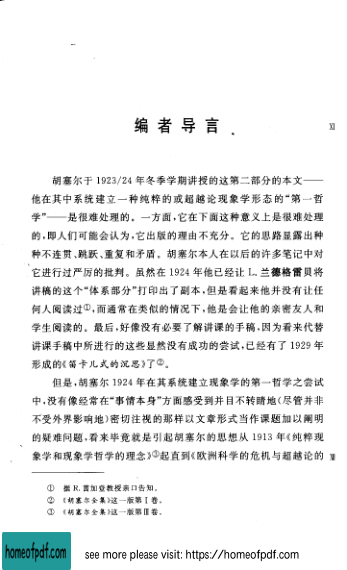 编者导言
XI
胡塞尔于1923/24年冬季学期讲授的这第二部分的本文——
他在其中系统建立一种纯粹的或超越论现象学形态的“第一哲
学”——是很难处理的。一方面，它在下面这种意义上是很难处理
的，即人们可能会认为，它出版的理由不充分。它的思路显露出种
种不连贯、跳跃、重复和矛盾。胡塞尔本人在以后的许多笔记中对
它进行过严厉的批判。虽然在1924年他已经让L.兰德格雷贝将
讲稿的这个“体系部分”打印出了副本，但是看起来他并没有让任
何人阅读过①，而通常在类似的情况下，他是会让他的亲密友人和
学生阅读的。最后，好像没有必要了解讲课的手稿，因为看来代替
讲课手稿中所进行的这些显然没有成功的尝试，已经有了1929年
形成的《笛卡儿式的沉思》了②。
但是，胡塞尔1924年在其系统建立现象学的第一哲学之尝试
中，没有像经常在“事情本身”方面感受到并目不转睛地（尽管并非
不受外界影响地）密切注视的那样以文章形式当作课题加以阐明
的疑难问题，看来毕竟就是引起胡塞尔的思想从1913年《纯粹现
象学和现象学哲学的理念》③起直到《欧洲科学的危机与超越论的
XII
① 据R.茵加登教授亲口告知。
② 《胡塞尔全集》这一版第Ⅰ卷。
③ 《胡塞尔全集》这一版第Ⅲ卷。
homeofpdf.com
see more please visit: https://homeofpdf.com